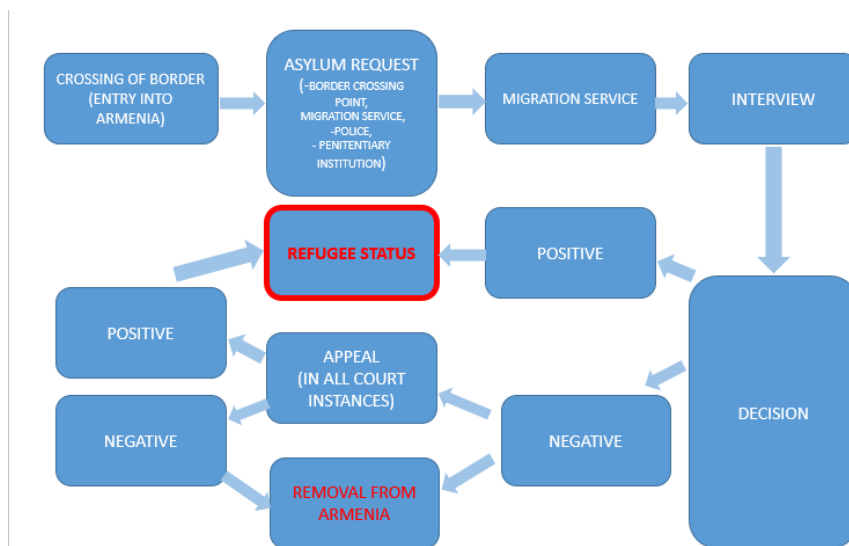 CROSSING OF BORDER
(ENTRY INTO
ARMENIA)
ASYLUM REQUEST
(-BORDER CROSSING
POINT,
MIGRATION SERVICE,
-POLICE,
- PENITENTIARY
INSTITUTION)
MIGRATION SERVICE
INTERVIEW
REFUGEE STATUS
POSITIVE
POSITIVE
APPEAL
(IN ALL COURT
INSTANCES)
NEGATIVE
NEGATIVE
DECISION
REMOVAL FROM
ARMENIA